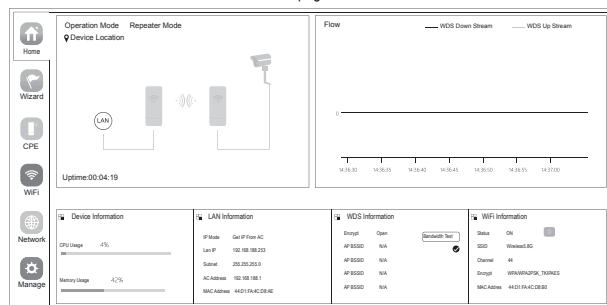 Operation Mode Repeater Mode
Device Location
LAN
Uptime:00:04:19
Flow
WDS Down Stream
WDS Up Stream
0
14:36:30 14:36:35 14:36:40 14:36:45 14:36:50 14:36:55 14:37:00
Home
Wizard
CPE
WiFi
Network
Manage
Device Information
CPU Usage 4%
Memory Usage 42%
LAN Information
IP Mode Get IP From AC
Lan IP 192.168.188.253
Subnet 255.255.255.0
AC Address 192.168.188.1
MAC Address 44:D1:FA:4C:D8:AE
WDS Information
Encrypt Open Bandwidth Test
AP BSSID N/A
AP BSSID N/A
AP BSSID N/A
AP BSSID N/A
WiFi Information
Status ON
SSID Wireless5.8G
Channel 44
Encrypt WPA/WPA2PSK_TKIPAES
MAC Addres 44:D1:FA:4C:D8:B0